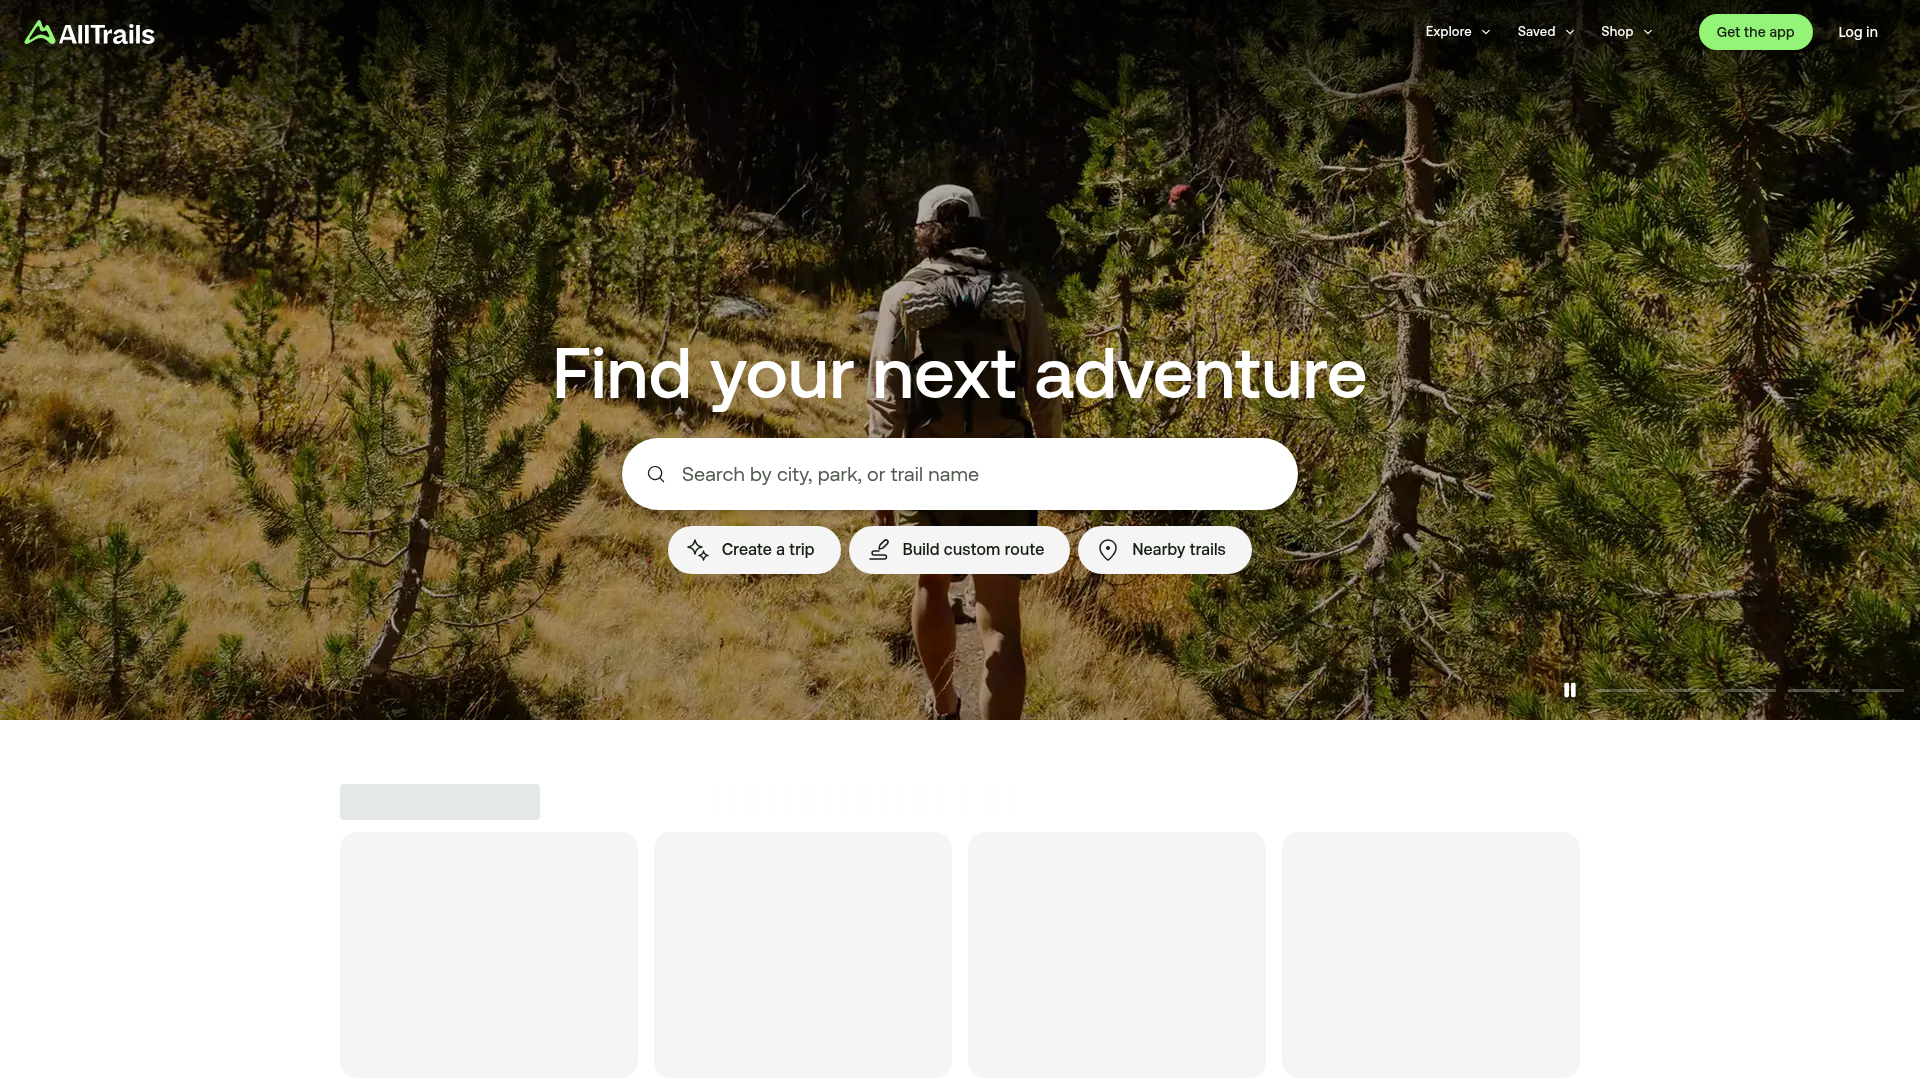 AllTrails
Explore
Saved
Shop
Get the app
Log in
Find your next adventure
Search by city, park, or trail name
Create a trip
Build custom route
Nearby trails